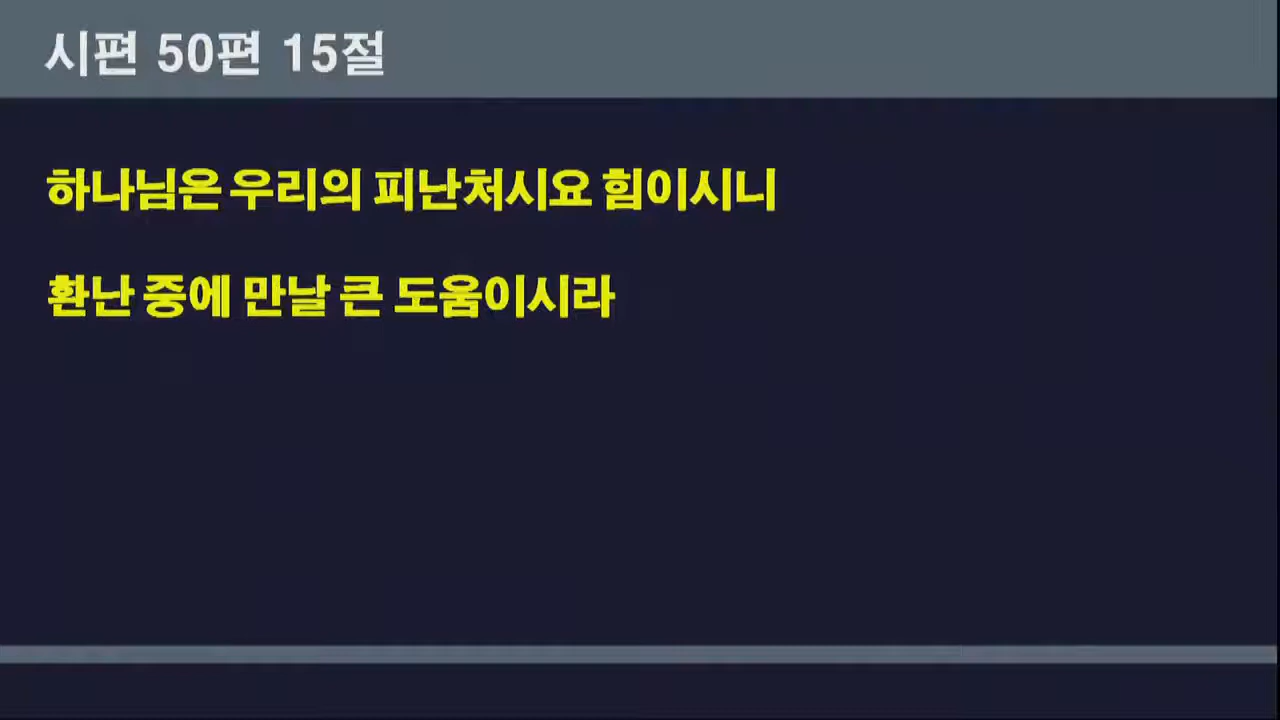 시편 50편 15절
하나님은 우리의 피난처시요 힘이시니
환난 중에 만날 큰 도움이시라